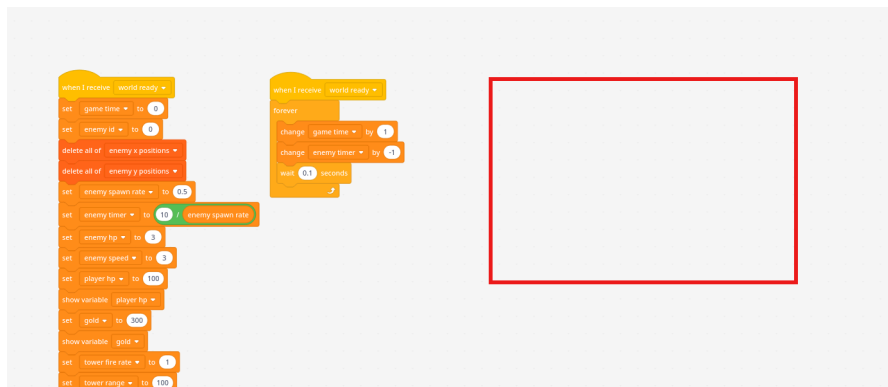 when I receive world ready
set game time to 0
set enemy id to 0
delete all of enemy x positions
delete all of enemy y positions
set enemy spawn rate to 0.5
set enemy timer to 10 / enemy spawn rate
set enemy hp to 3
set enemy speed to 3
set player hp to 100
show variable player hp
set gold to 300
show variable gold
set tower fire rate to 1
set tower range to 100
when I receive world ready
forever
change game time by 1
change enemy timer by -1
wait 0.1 seconds